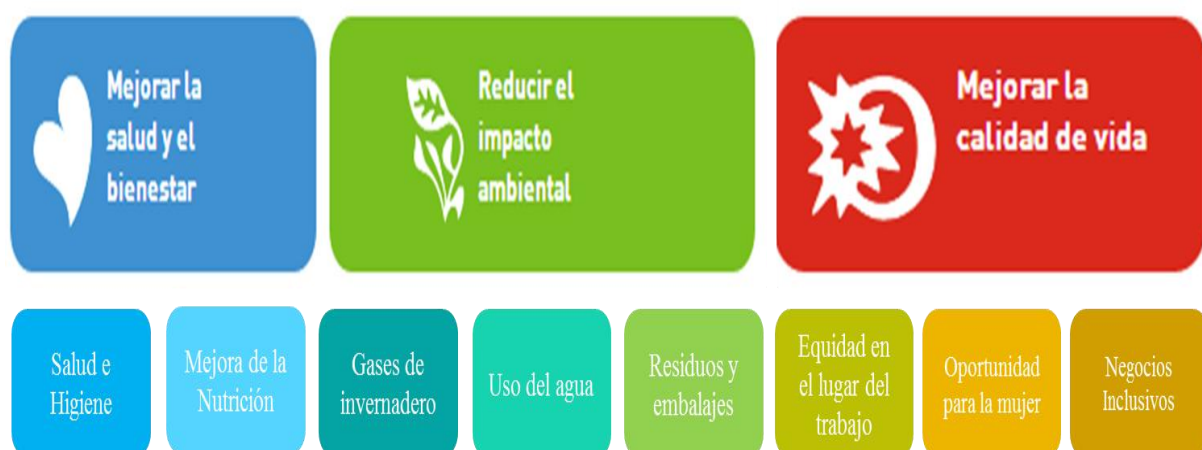 Mejorar la
salud y el
bienestar
Reducir el
impacto
ambiental
Mejorar la
calidad de vida
Salud e
Higiene
Mejora de la
Nutrición
Gases de
invernadero
Uso del agua
Residuos y
embalajes
Equidad en
el lugar del
trabajo
Oportunidad
para la mujer
Negocios
Inclusivos